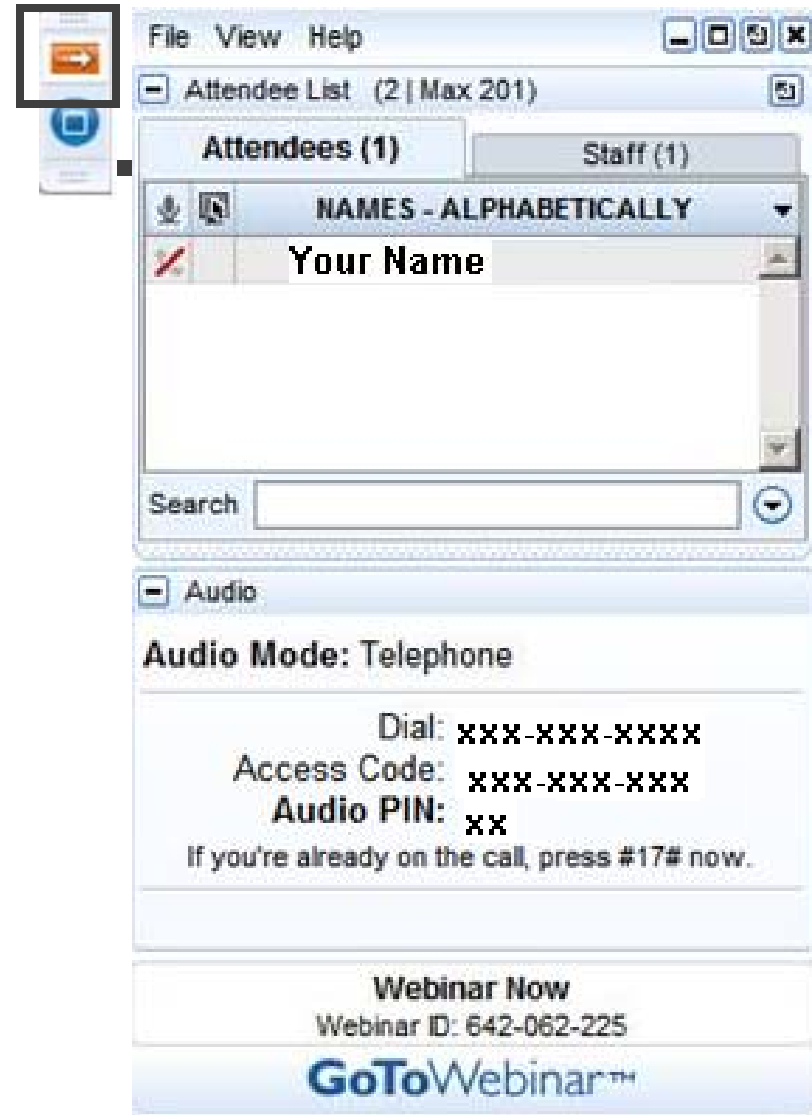 File View Help
Attendee List (2 | Max 201)
Attendees (1) Staff (1)
NAMES - ALPHABETICALLY
Your Name
Search
Audio
Audio Mode: Telephone
Dial: xxx-xxx-xxxx
Access Code: xxx-xxx-xxx
Audio PIN: xx
If you're already on the call, press #17# now.
Webinar Now
Webinar ID: 642-062-225
GoToWebinar™